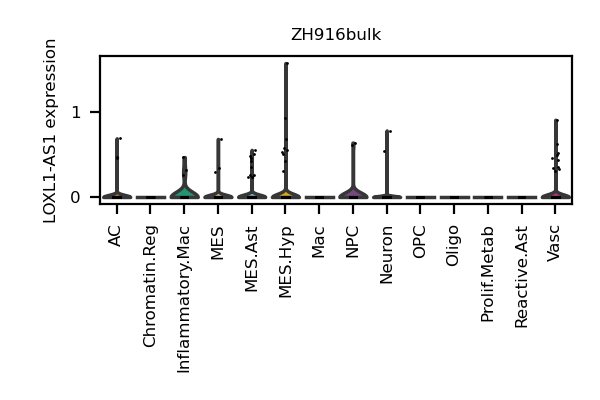 ZH916bulk
LOXL1-AS1 expression
1
0
AC
Chromatin.Reg
Inflammatory.Mac
MES
MES.Ast
MES.Hyp
Mac
NPC
Neuron
OPC
Oligo
Prolif.Metab
Reactive.Ast
Vasc